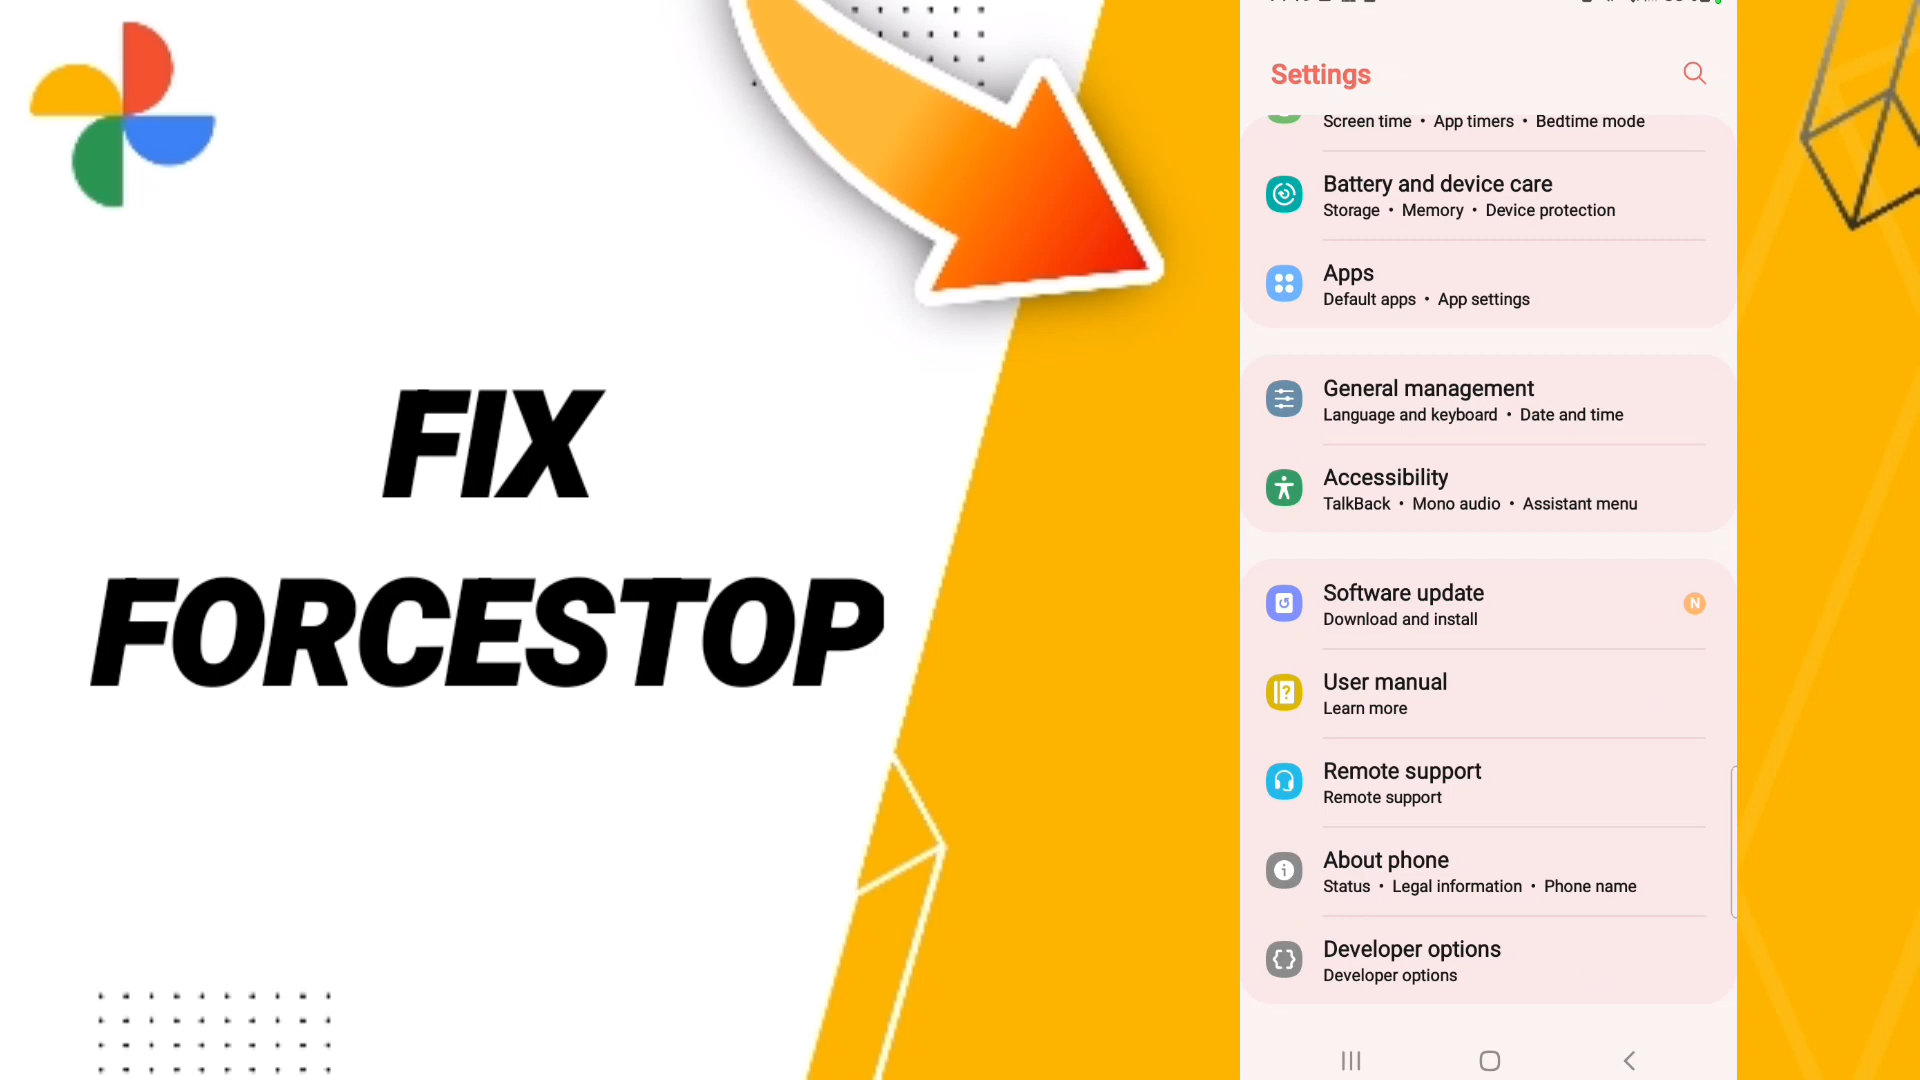 FIX
FORCESTOP
Settings
Screen time • App timers • Bedtime mode
Battery and device care
Storage • Memory • Device protection
Apps
Default apps • App settings
General management
Language and keyboard • Date and time
Accessibility
TalkBack • Mono audio • Assistant menu
Software update
N
Download and install
User manual
Learn more
Remote support
Remote support
About phone
Status • Legal information • Phone name
Developer options
Developer options